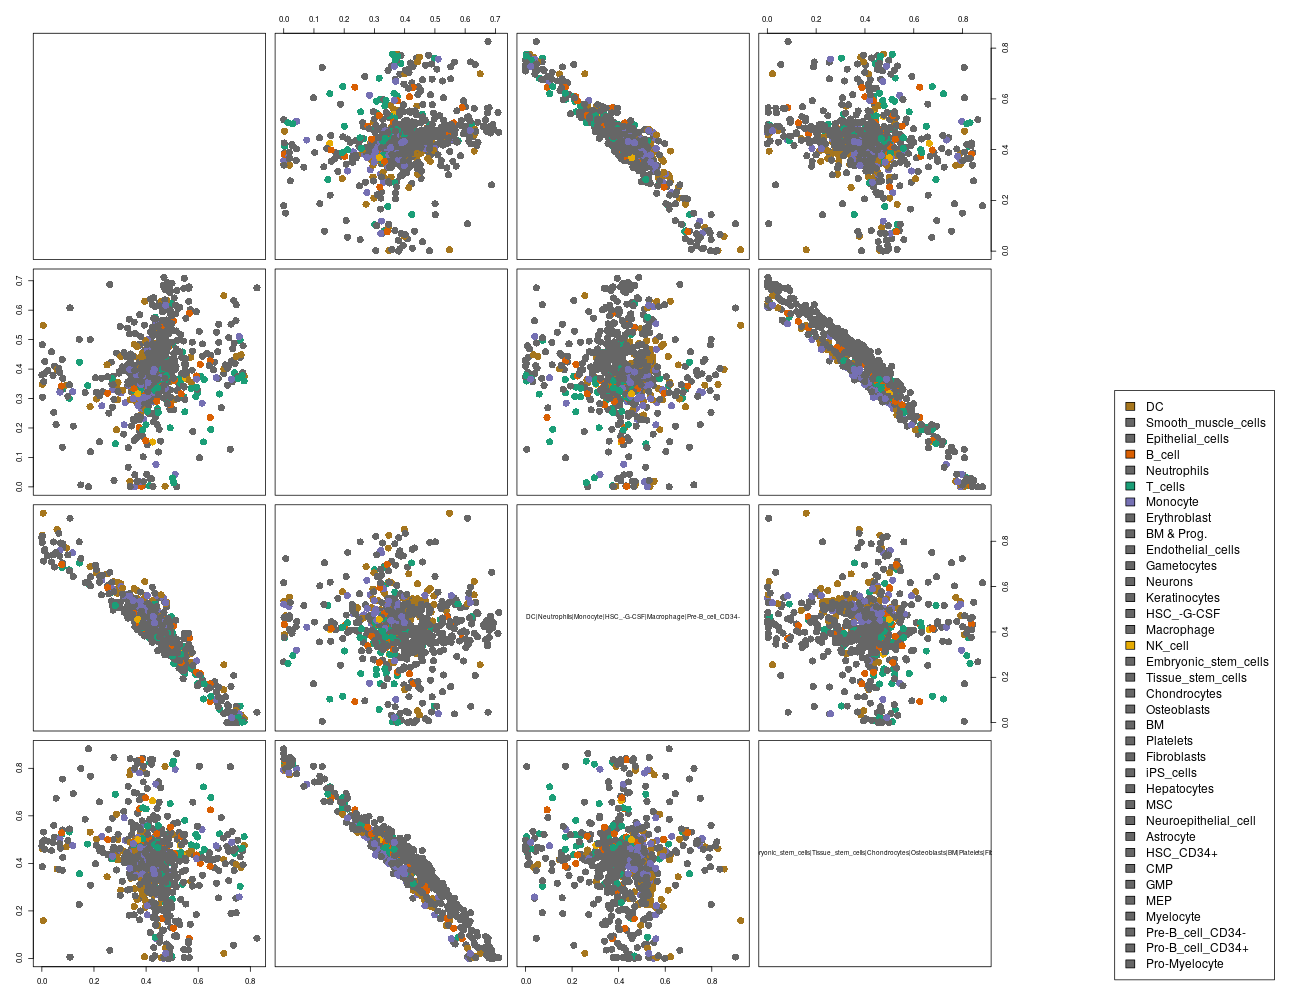 0.0 0.1 0.2 0.3 0.4 0.5 0.6 0.7
0.0 0.2 0.4 0.6 0.8
0.8
0.6
0.4
0.2
0.0
0.7
0.6
0.5
0.4
0.3
0.2
0.1
0.0
DC|Neutrophils|Monocyte|HSC_-G-CSF|Macrophage|Pre-B_cell_CD34-
0.8
0.6
0.4
0.2
0.0
0.8
0.6
0.4
0.2
0.0
ryonic_stem_cells|Tissue_stem_cells|Chondrocytes|Osteoblasts|BM|Platelets|Fi
0.0 0.2 0.4 0.6 0.8
0.0 0.2 0.4 0.6 0.8
DC
Smooth_muscle_cells
Epithelial_cells
B_cell
Neutrophils
T_cells
Monocyte
Erythroblast
BM & Prog.
Endothelial_cells
Gametocytes
Neurons
Keratinocytes
HSC_-G-CSF
Macrophage
NK_cell
Embryonic_stem_cells
Tissue_stem_cells
Chondrocytes
Osteoblasts
BM
Platelets
Fibroblasts
iPS_cells
Hepatocytes
MSC
Neuroepithelial_cell
Astrocyte
HSC_CD34+
CMP
GMP
MEP
Myelocyte
Pre-B_cell_CD34-
Pro-B_cell_CD34+
Pro-Myelocyte